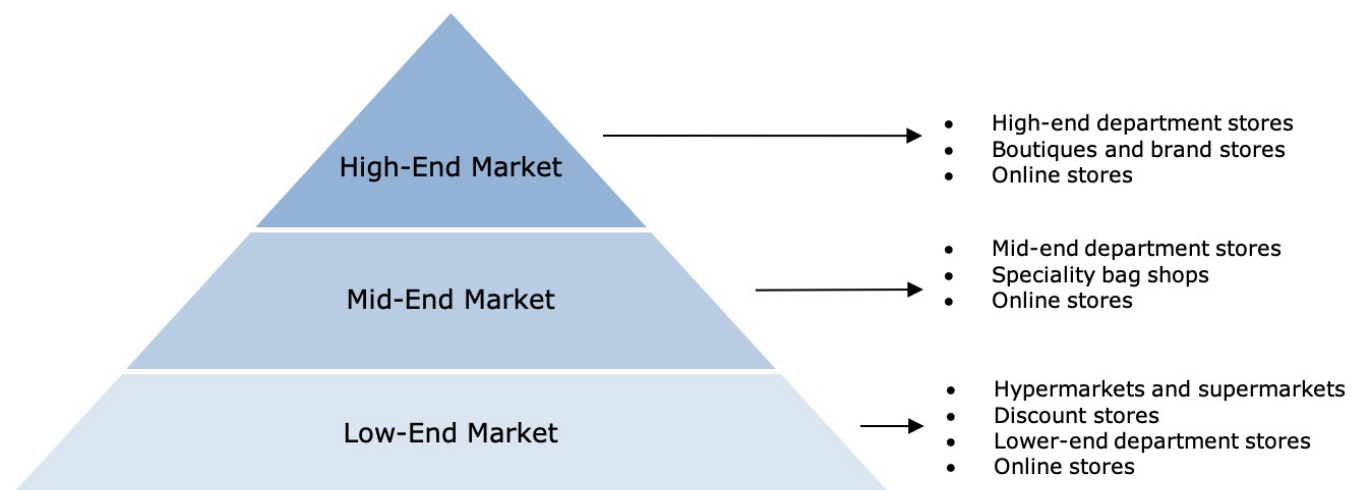 High-End Market
• High-end department stores
• Boutiques and brand stores
• Online stores
Mid-End Market
• Mid-end department stores
• Speciality bag shops
• Online stores
Low-End Market
• Hypermarkets and supermarkets
• Discount stores
• Lower-end department stores
• Online stores